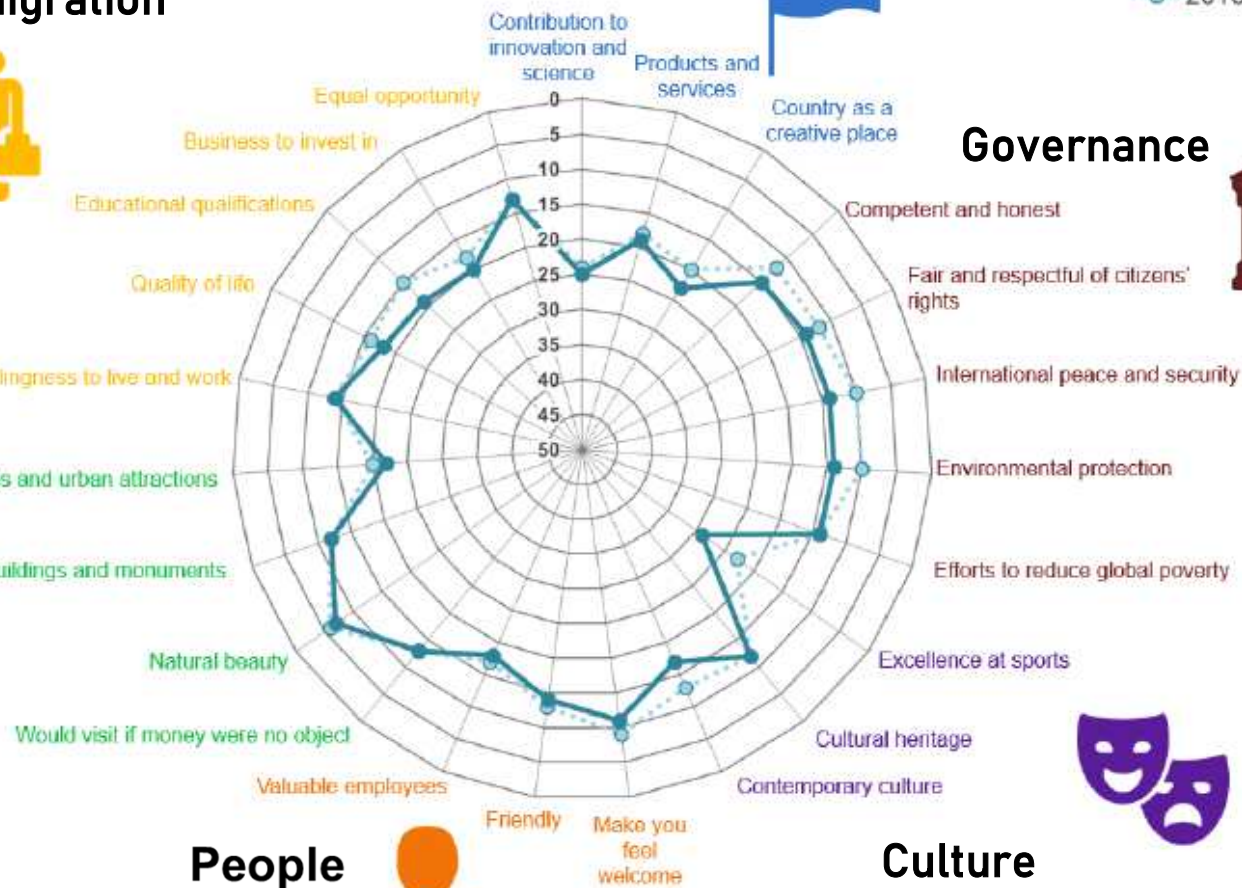 Contribution to
innovation and
science
Products and
services
Country as a
creative place
Governance
Competent and honest
Fair and respectful of citizens'
rights
International peace and security
Environmental protection
Efforts to reduce global poverty
Excellence at sports
Cultural heritage
Contemporary culture
Culture
Make you
feel
welcome
Friendly
Valuable employees
People
Would visit if money were no object
Natural beauty
and monuments
and urban attractions
to live and work
Quality of life
Educational qualifications
Business to invest in
Equal opportunity
0
5
10
15
20
25
30
35
40
45
50